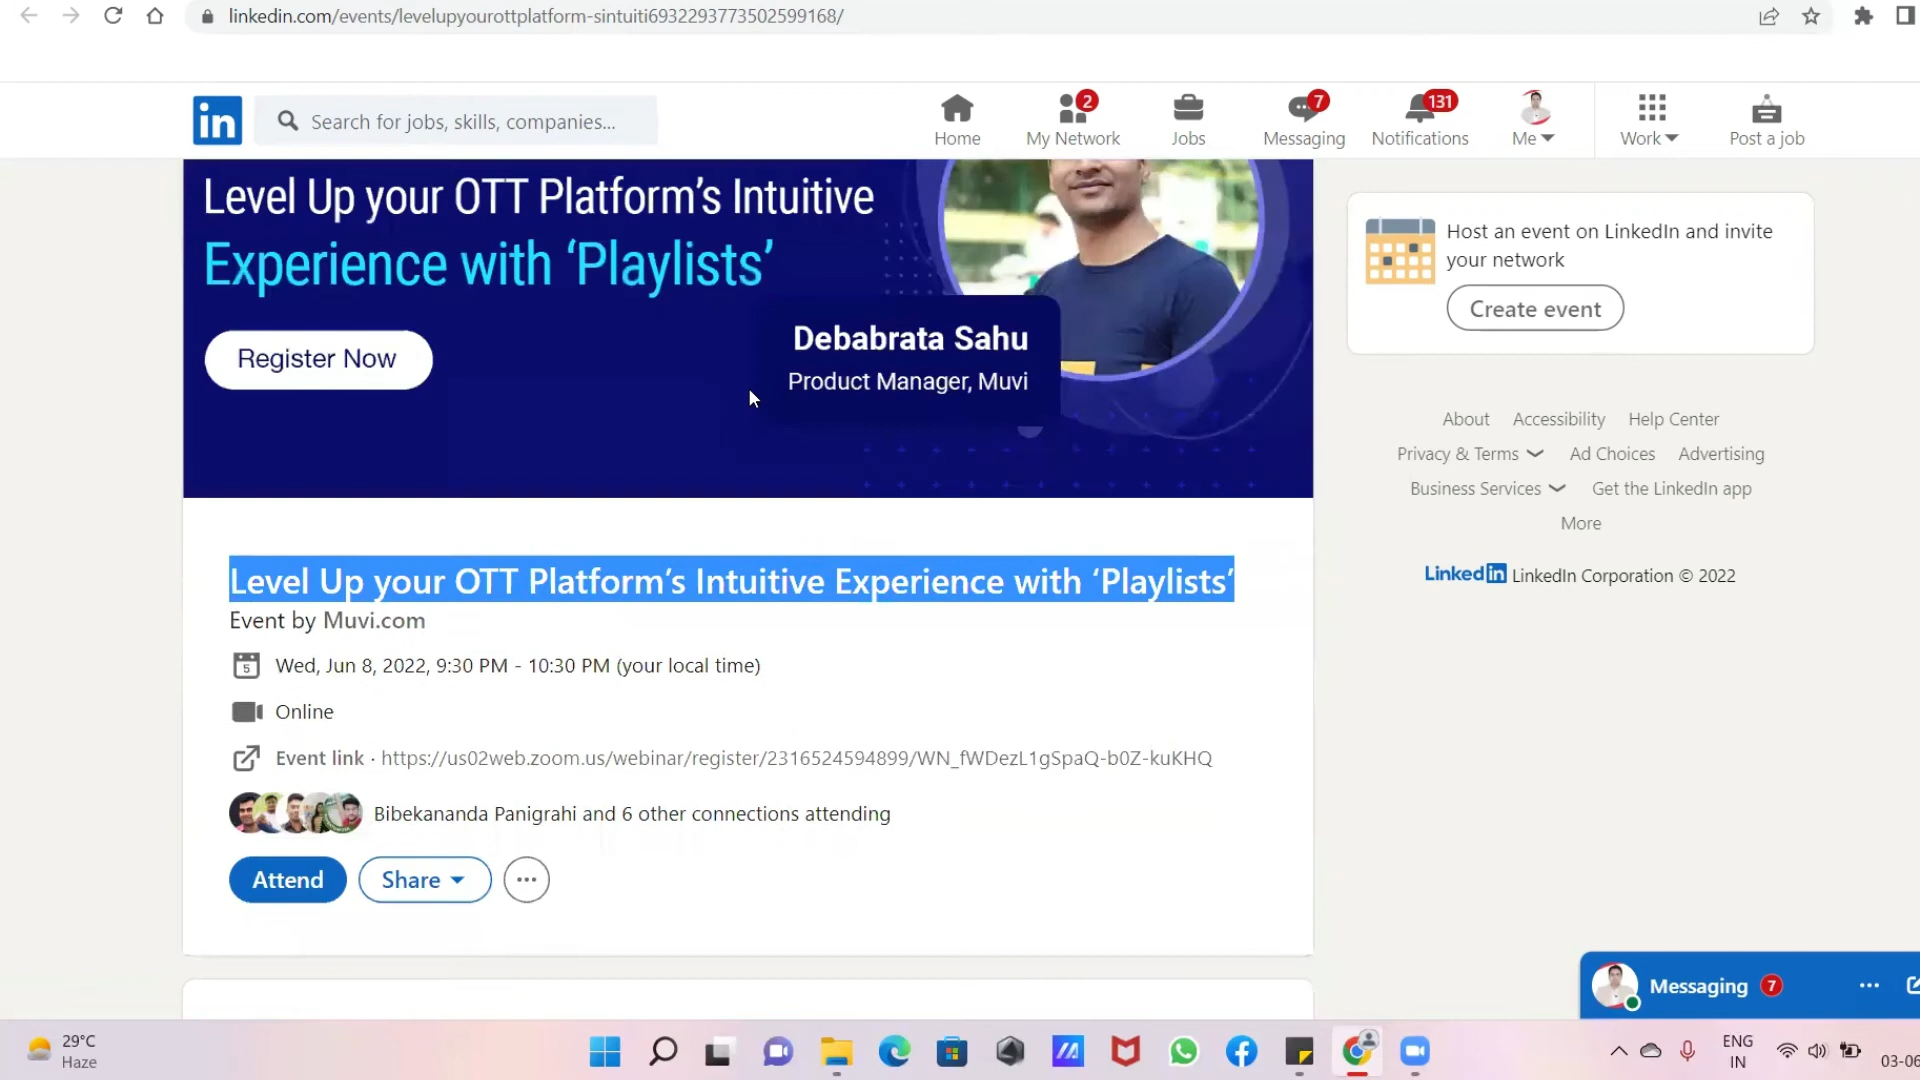 linkedin.com/events/levelupyourottplatform-sintuiti6932293773502599168/
in
Search for jobs, skills, companies...
Home
2
My Network
Jobs
7
Messaging
131
Notifications
Me
Work
Post a job
Level Up your OTT Platform’s Intuitive
Experience with ‘Playlists’
Register Now
Debabrata Sahu
Product Manager, Muvi
Host an event on LinkedIn and invite
your network
Create event
About Accessibility Help Center
Privacy & Terms Ad Choices Advertising
Business Services Get the LinkedIn app
More
Linkedin LinkedIn Corporation © 2022
Level Up your OTT Platform’s Intuitive Experience with ‘Playlists’
Event by Muvi.com
5
Wed, Jun 8, 2022, 9:30 PM - 10:30 PM (your local time)
Online
Event link · https://us02web.zoom.us/webinar/register/2316524594899/WN_fWDezL1gSpaQ-b0Z-kuKHQ
Bibekananda Panigrahi and 6 other connections attending
Attend
Share
Messaging 7
29°C
Haze
ENG
IN
03-06